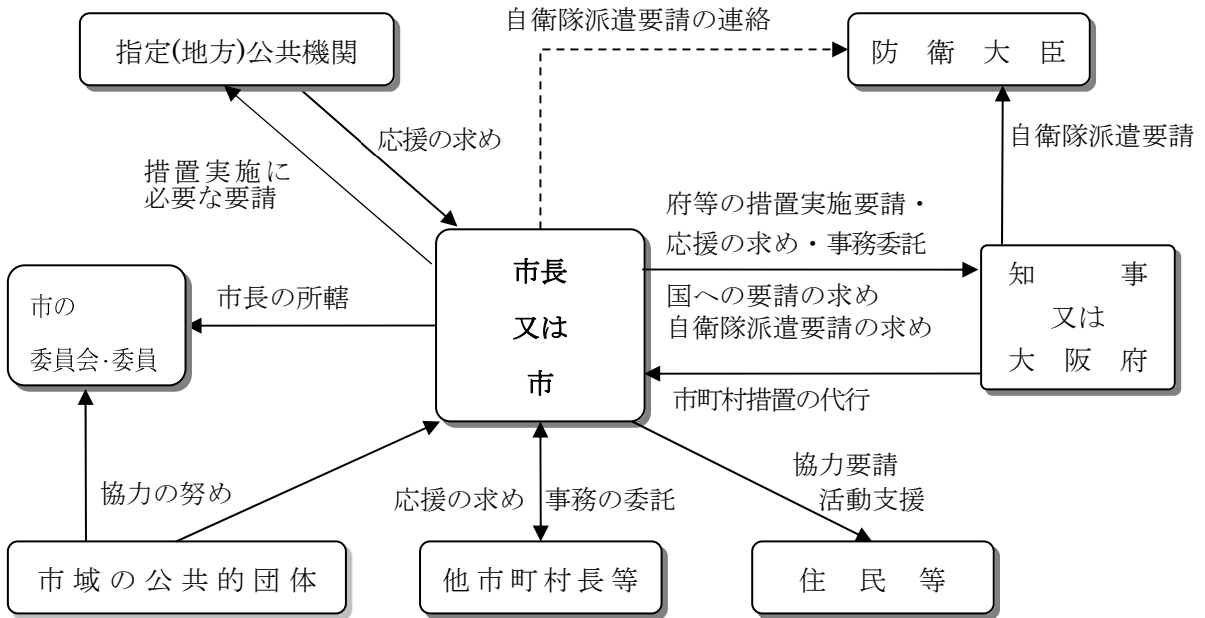 自衛隊派遣要請の連絡
指定(地方)公共機関
防衛大臣
応援の求め
自衛隊派遣要請
措置実施に
必要な要請
府等の措置実施要請・
応援の求め・事務委託
市長
又は
市
知事
又は
大阪府
市の
委員会・委員
市長の所轄
国への要請の求め
自衛隊派遣要請の求め
市町村措置の代行
協力の努め
応援の求め
事務の委託
協力要請
活動支援
市域の公共的団体
他市町村長等
住民等